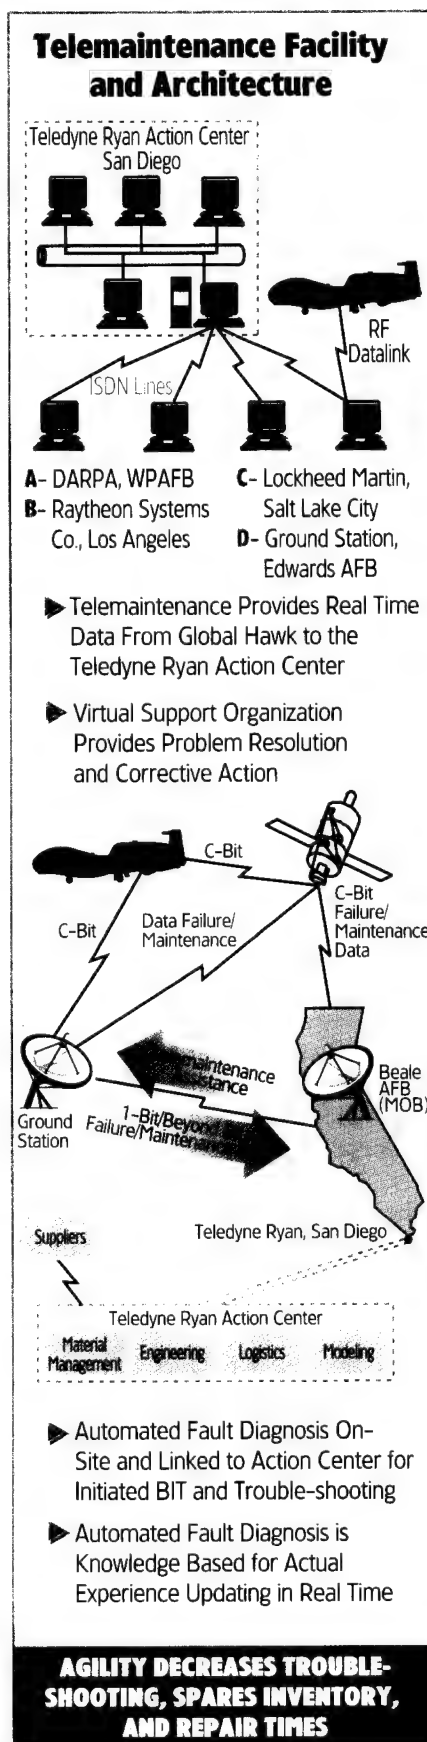 Telemaintenance Facility
and Architecture
Teledyne Ryan Action Center
San Diego
RF
Datalink
ISDN Lines
A- DARPA, WPAFB
B- Raytheon Systems
Co., Los Angeles
C- Lockheed Martin,
Salt Lake City
D- Ground Station,
Edwards AFB
Telemaintenance Provides Real Time
Data From Global Hawk to the
Teledyne Ryan Action Center
Virtual Support Organization
Provides Problem Resolution
and Corrective Action
C-Bit
C-Bit
Data Failure/
Maintenance
C-Bit
Failure/
Maintenance
Data
Ground
Station
1-Bit/Beyond
Failure/Maintenance
Beale
AFB
(MOB)
Teledyne Ryan, San Diego
Suppliers
Teledyne Ryan Action Center
Material
Management
Engineering
Logistics
Modeling
Automated Fault Diagnosis On-
Site and Linked to Action Center for
Initiated BIT and Trouble-shooting
Automated Fault Diagnosis is
Knowledge Based for Actual
Experience Updating in Real Time
AGILITY DECREASES TROUBLE-
SHOOTING, SPARES INVENTORY,
AND REPAIR TIMES